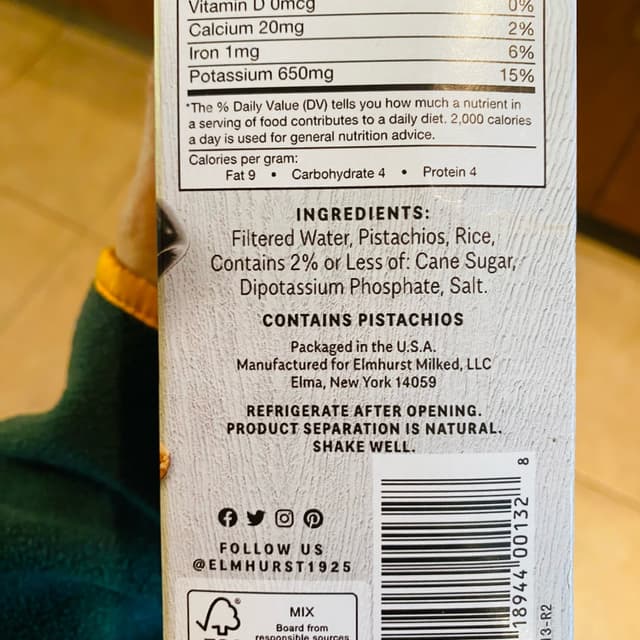 Vitamin D 0mcg 0%
Calcium 20mg 2%
Iron 1mg 6%
Potassium 650mg 15%
*The % Daily Value (DV) tells you how much a nutrient in
a serving of food contributes to a daily diet. 2,000 calories
a day is used for general nutrition advice.
Calories per gram:
Fat 9 • Carbohydrate 4 • Protein 4
INGREDIENTS:
Filtered Water, Pistachios, Rice,
Contains 2% or Less of: Cane Sugar,
Dipotassium Phosphate, Salt.
CONTAINS PISTACHIOS
Packaged in the U.S.A.
Manufactured for Elmhurst Milked, LLC
Elma, New York 14059
REFRIGERATE AFTER OPENING.
PRODUCT SEPARATION IS NATURAL.
SHAKE WELL.
FOLLOW US
@ELMHURST1925
MIX
Board from
responsible sources
18944 00132 8
3-R2